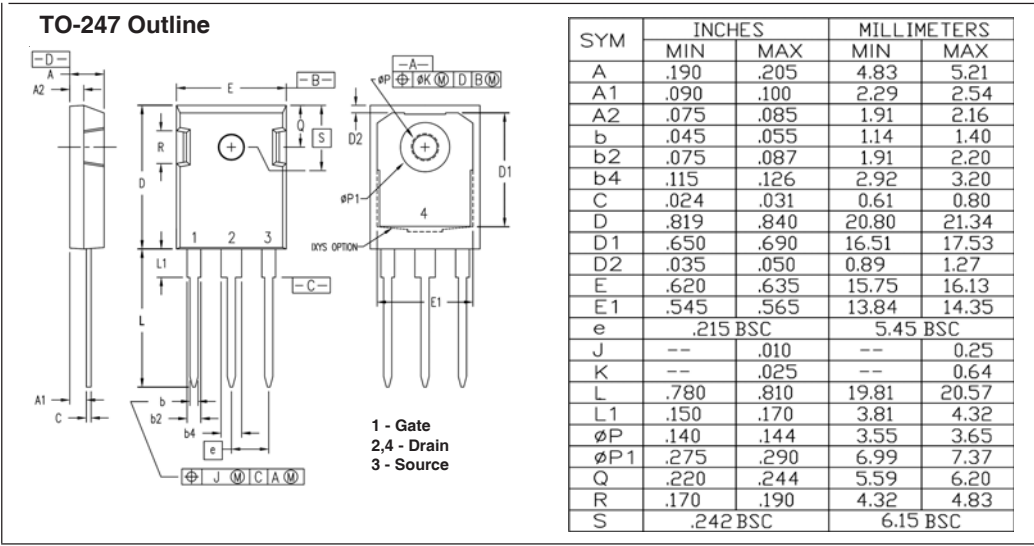 TO-247 Outline
-D-
A
A2
E
-B-
Q
S
R
D
1 2 3
L1
-C-
L
A1
C
b
b2
b4
e
⌖ J Ⓜ C A Ⓜ
-A-
øP ⌖ øK Ⓜ D B Ⓜ
D2
D1
øP1
4
IXYS OPTION
E1
1 - Gate
2,4 - Drain
3 - Source
SYM INCHES MILLIMETERS
MIN MAX MIN MAX
A .190 .205 4.83 5.21
A1 .090 .100 2.29 2.54
A2 .075 .085 1.91 2.16
b .045 .055 1.14 1.40
b2 .075 .087 1.91 2.20
b4 .115 .126 2.92 3.20
C .024 .031 0.61 0.80
D .819 .840 20.80 21.34
D1 .650 .690 16.51 17.53
D2 .035 .050 0.89 1.27
E .620 .635 15.75 16.13
E1 .545 .565 13.84 14.35
e .215 BSC 5.45 BSC
J -- .010 -- 0.25
K -- .025 -- 0.64
L .780 .810 19.81 20.57
L1 .150 .170 3.81 4.32
øP .140 .144 3.55 3.65
øP1 .275 .290 6.99 7.37
Q .220 .244 5.59 6.20
R .170 .190 4.32 4.83
S .242 BSC 6.15 BSC